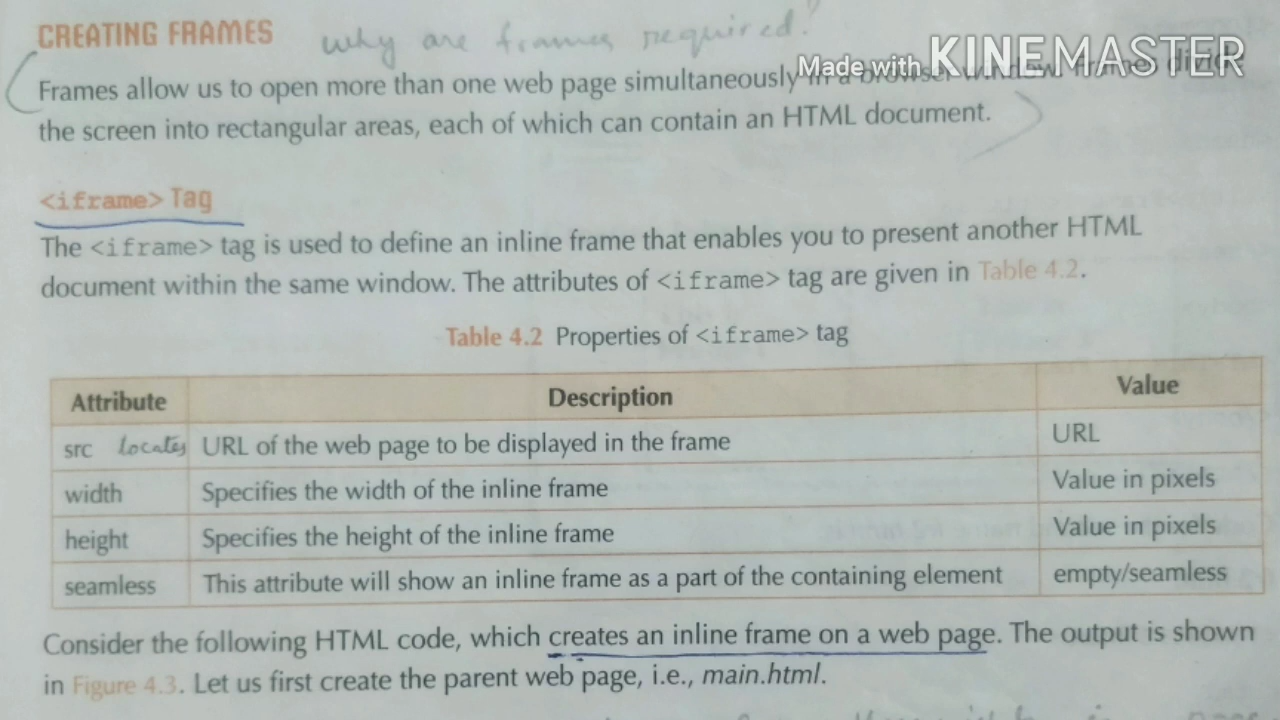 CREATING FRAMES why are frames required?
Made with KINEMASTER
Frames allow us to open more than one web page simultaneously in a browser window. Frames divide
the screen into rectangular areas, each of which can contain an HTML document.
<iframe> Tag
The <iframe> tag is used to define an inline frame that enables you to present another HTML
document within the same window. The attributes of <iframe> tag are given in Table 4.2.
Table 4.2 Properties of <iframe> tag
Attribute Description Value
src locates URL of the web page to be displayed in the frame URL
width Specifies the width of the inline frame Value in pixels
height Specifies the height of the inline frame Value in pixels
seamless This attribute will show an inline frame as a part of the containing element empty/seamless
Consider the following HTML code, which creates an inline frame on a web page. The output is shown
in Figure 4.3. Let us first create the parent web page, i.e., main.html.